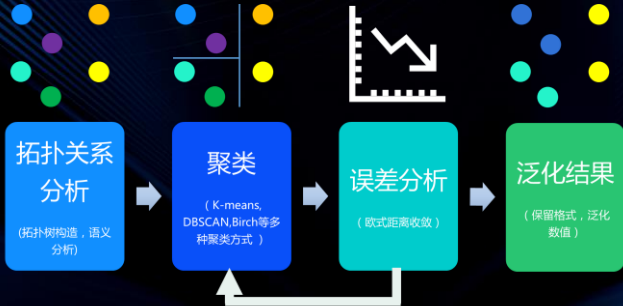 拓扑关系
分析
(拓扑树构造，语义
分析)
聚类
（K-means,
DBSCAN,Birch等多
种聚类方式 ）
误差分析
（欧式距离收敛）
泛化结果
（保留格式，泛化
数值）